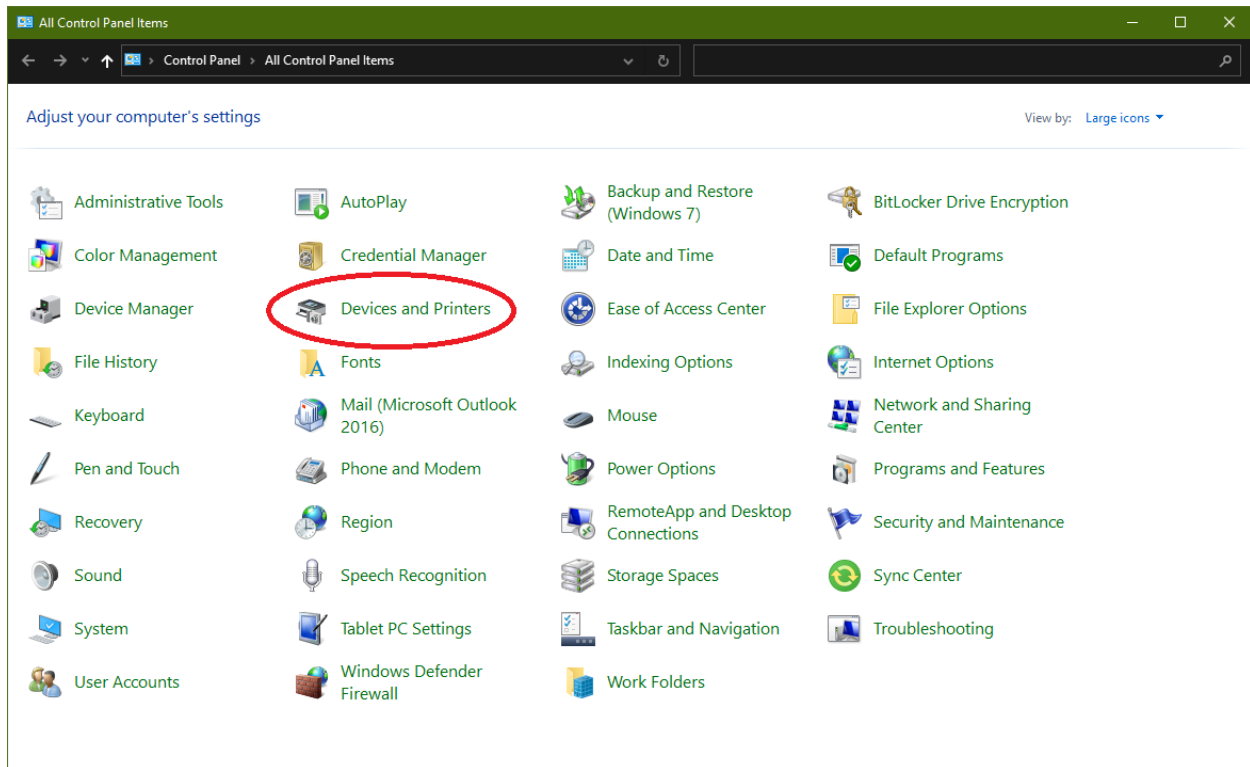 All Control Panel Items
Control Panel > All Control Panel Items
Adjust your computer's settings
View by: Large icons
Administrative Tools
AutoPlay
Backup and Restore
(Windows 7)
BitLocker Drive Encryption
Color Management
Credential Manager
Date and Time
Default Programs
Device Manager
Devices and Printers
Ease of Access Center
File Explorer Options
File History
Fonts
Indexing Options
Internet Options
Keyboard
Mail (Microsoft Outlook
2016)
Mouse
Network and Sharing
Center
Pen and Touch
Phone and Modem
Power Options
Programs and Features
Recovery
Region
RemoteApp and Desktop
Connections
Security and Maintenance
Sound
Speech Recognition
Storage Spaces
Sync Center
System
Tablet PC Settings
Taskbar and Navigation
Troubleshooting
User Accounts
Windows Defender
Firewall
Work Folders